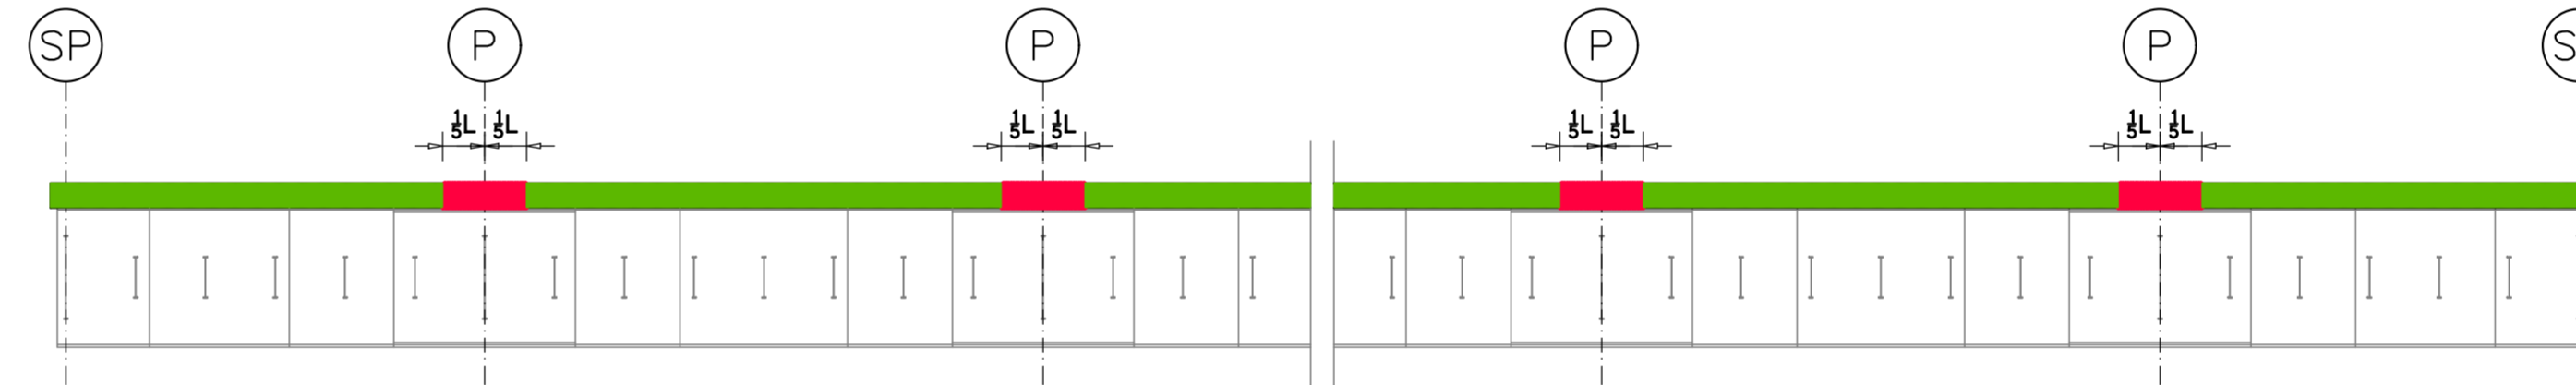 SP P P P P S
1/5L 1/5L 1/5L 1/5L 1/5L 1/5L 1/5L 1/5L